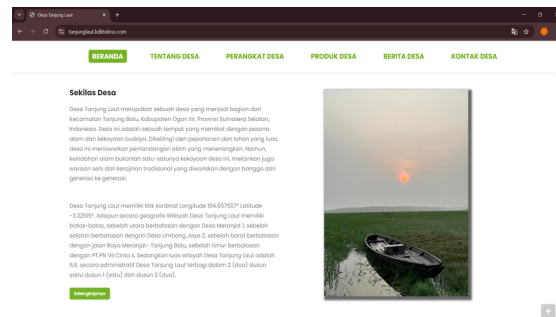 Desa Tanjung Laut
tanjunglaut.kdktekno.com
BERANDA TENTANG DESA PERANGKAT DESA PRODUK DESA BERITA DESA KONTAK DESA
Sekilas Desa
Desa Tanjung Laut merupakan sebuah desa yang menjadi bagian dari
Kecamatan Tanjung Batu, Kabupaten Ogan Ilir, Provinsi Sumatera Selatan,
Indonesia. Desa ini adalah sebuah tempat yang memikat dengan pesona
alam dan kekayaan budaya. Dikelilingi oleh pepohonan dan lahan yang luas,
desa ini menawarkan pemandangan alam yang menenangkan. Namun,
keindahan alam bukanlah satu-satunya kekayaan desa ini, melainkan juga
warisan seni dan kerajinan tradisional yang diwariskan dengan bangga dari
generasi ke generasi.
Desa Tanjung Laut memiliki titik kordinat Longitude 104,657507° Latitude
-3,32515°. Adapun secara geografis Wilayah Desa Tanjung Laut memiliki
batas-batas, sebelah utara berbatasan dengan Desa Meranjat 1, sebelah
selatan berbatasan dengan Desa Limbang Jaya 2, sebelah barat berbatasan
dengan jalan Raya Meranjat- Tanjung Batu, sebelah timur berbatasan
dengan PT.PN VII Cinta s. Sedangkan luas wilayah Desa Tanjung Laut adalah
6,8, secara administratif Desa Tanjung Laut terbagi dalam 2 (dua) dusun
yaitu dusun 1 (satu) dan dusun 2 (dua).
Selengkapnya